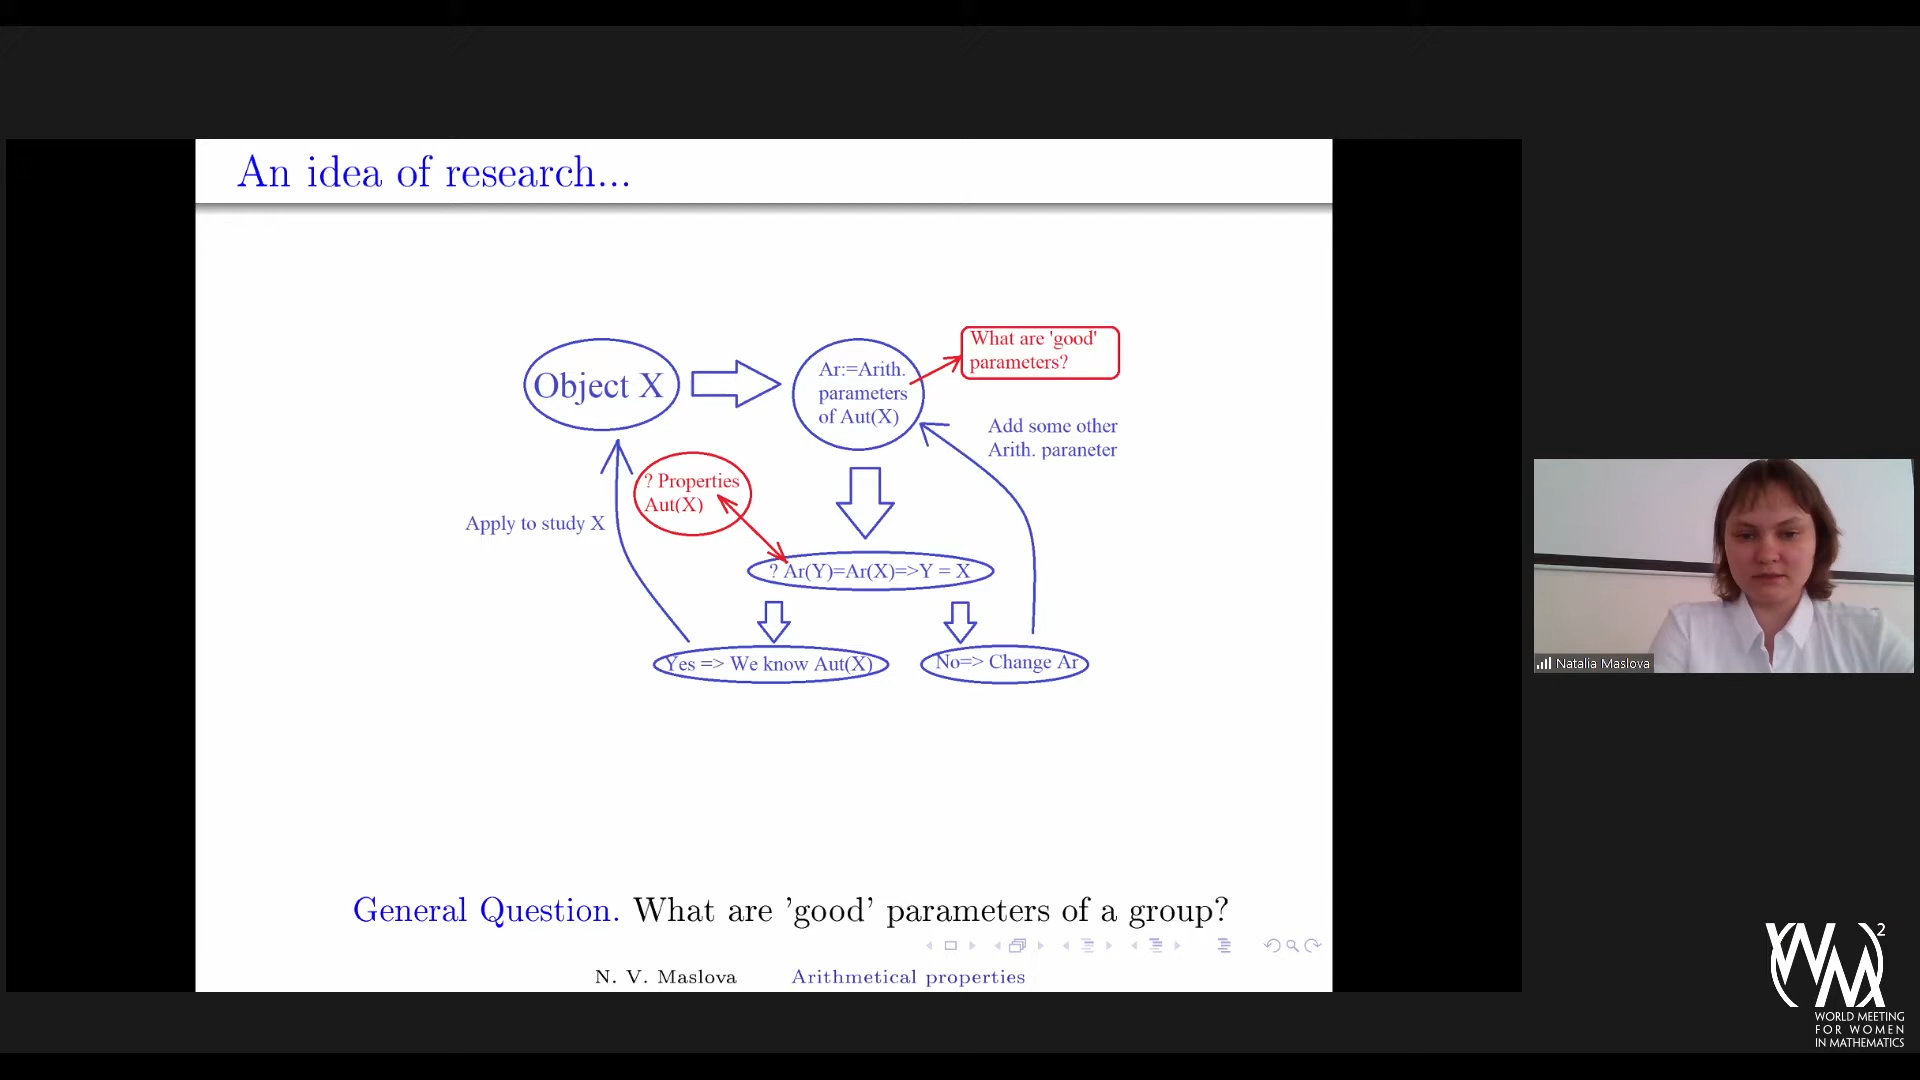 An idea of research...
Object X
Ar:=Arith.
parameters
of Aut(X)
What are 'good'
parameters?
Add some other
Arith. paraneter
? Properties
Aut(X)
Apply to study X
? Ar(Y)=Ar(X)=>Y = X
Yes => We know Aut(X)
No=> Change Ar
General Question. What are 'good' parameters of a group?
N. V. Maslova Arithmetical properties
Natalia Maslova
WM 2
WORLD MEETING
FOR WOMEN
IN MATHEMATICS